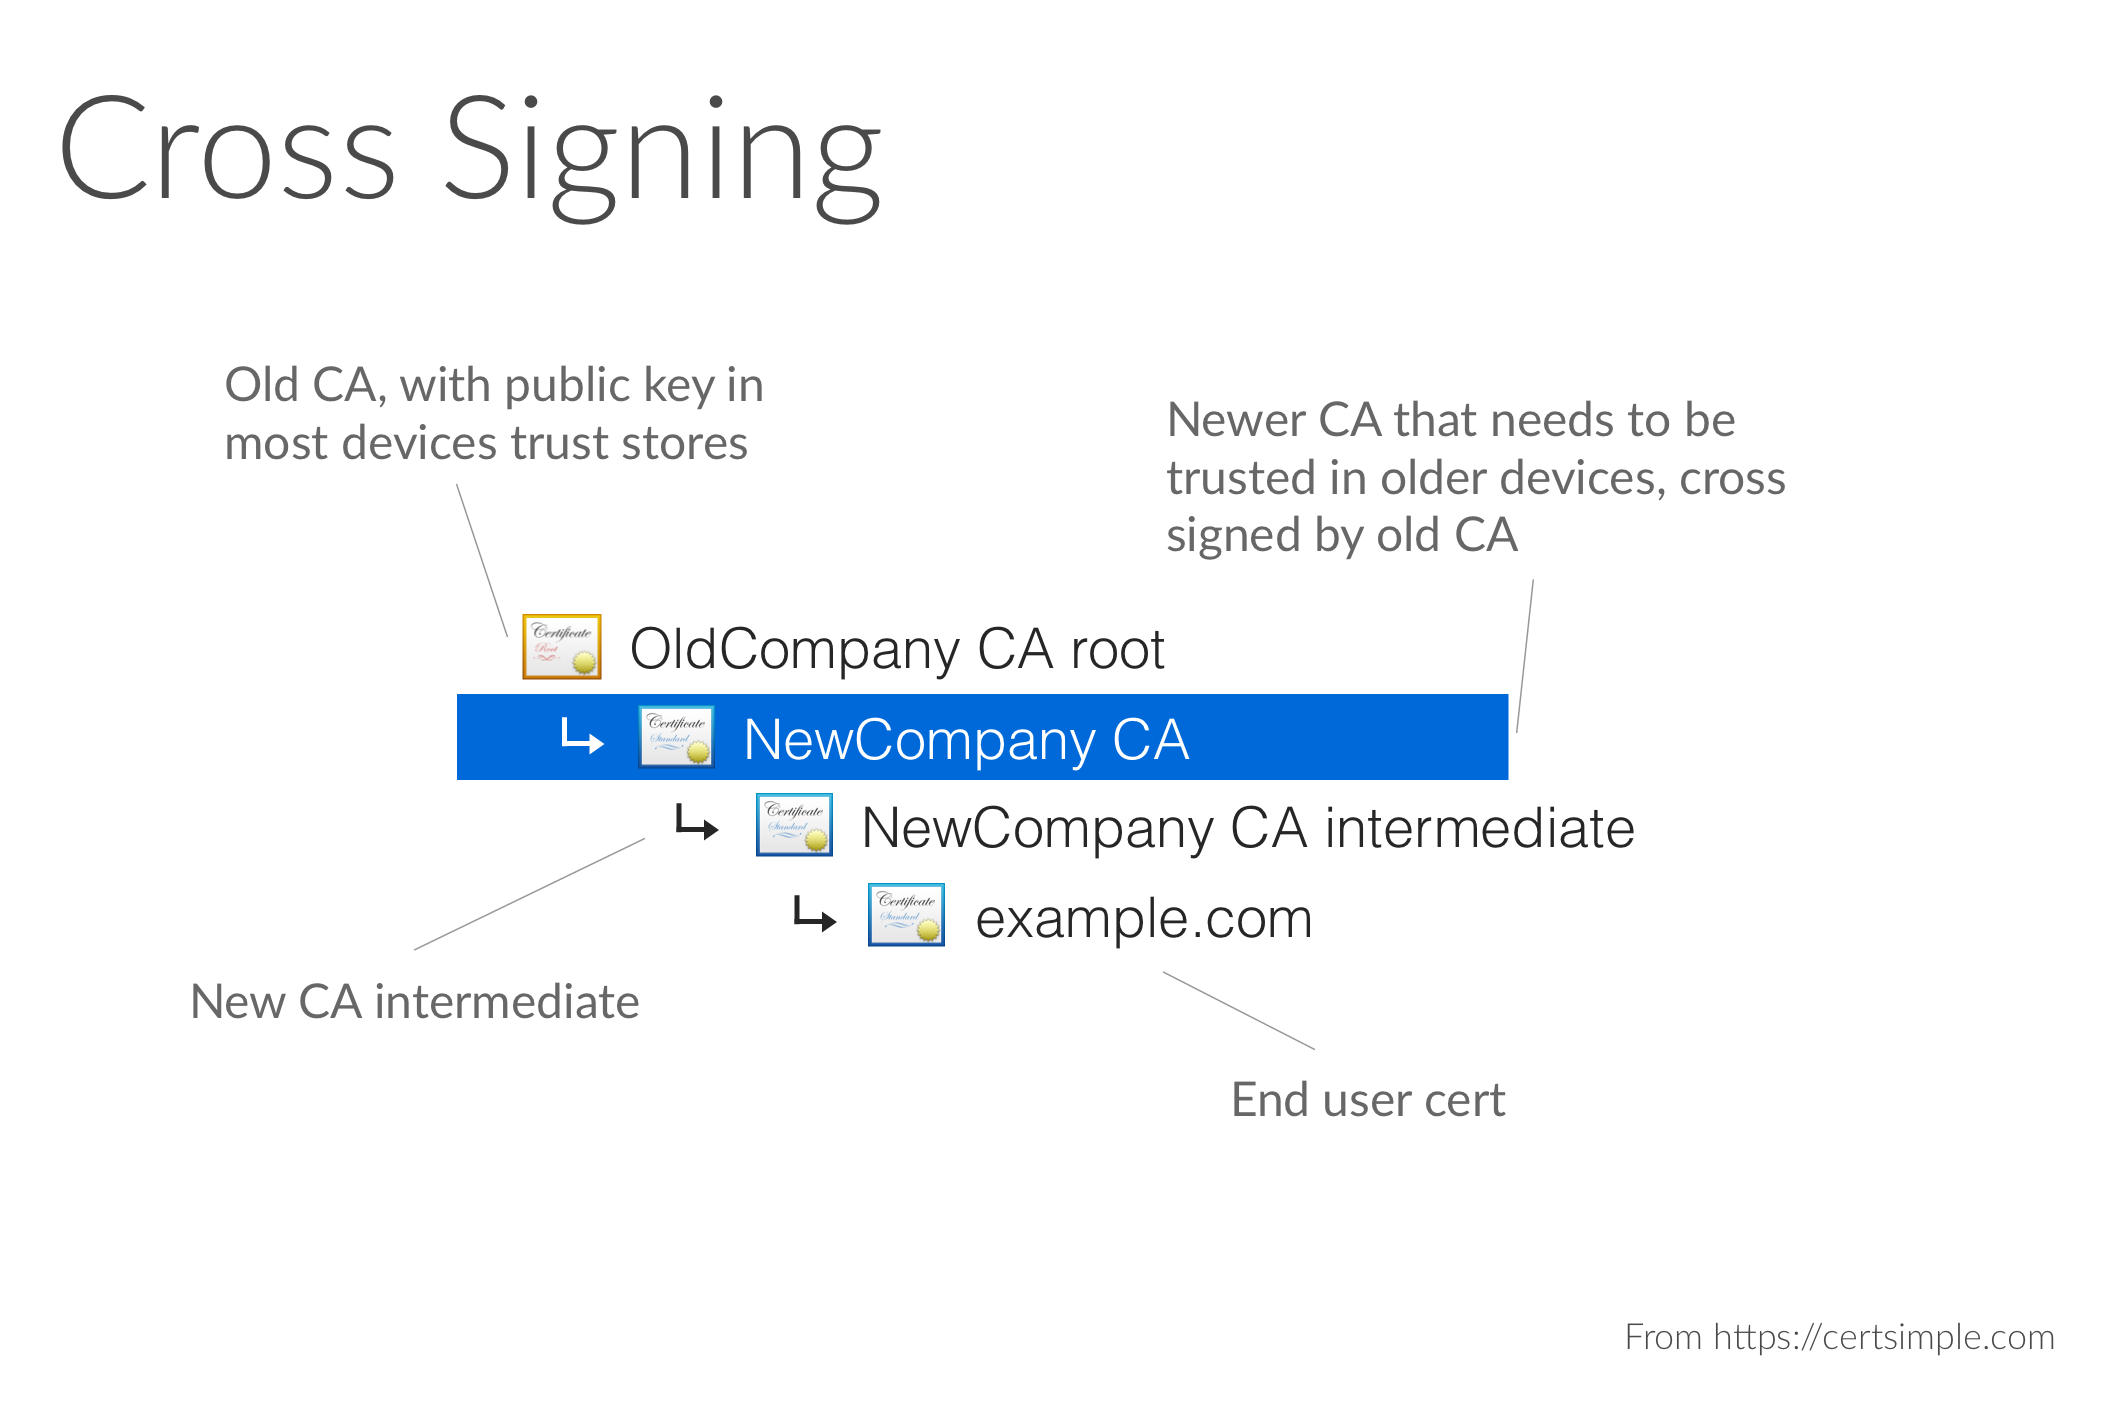 Cross Signing
Old CA, with public key in
most devices trust stores
Newer CA that needs to be
trusted in older devices, cross
signed by old CA
Certificate
Root
OldCompany CA root
Certificate
Standard
NewCompany CA
Certificate
Standard
NewCompany CA intermediate
Certificate
Standard
example.com
New CA intermediate
End user cert
From https://certsimple.com